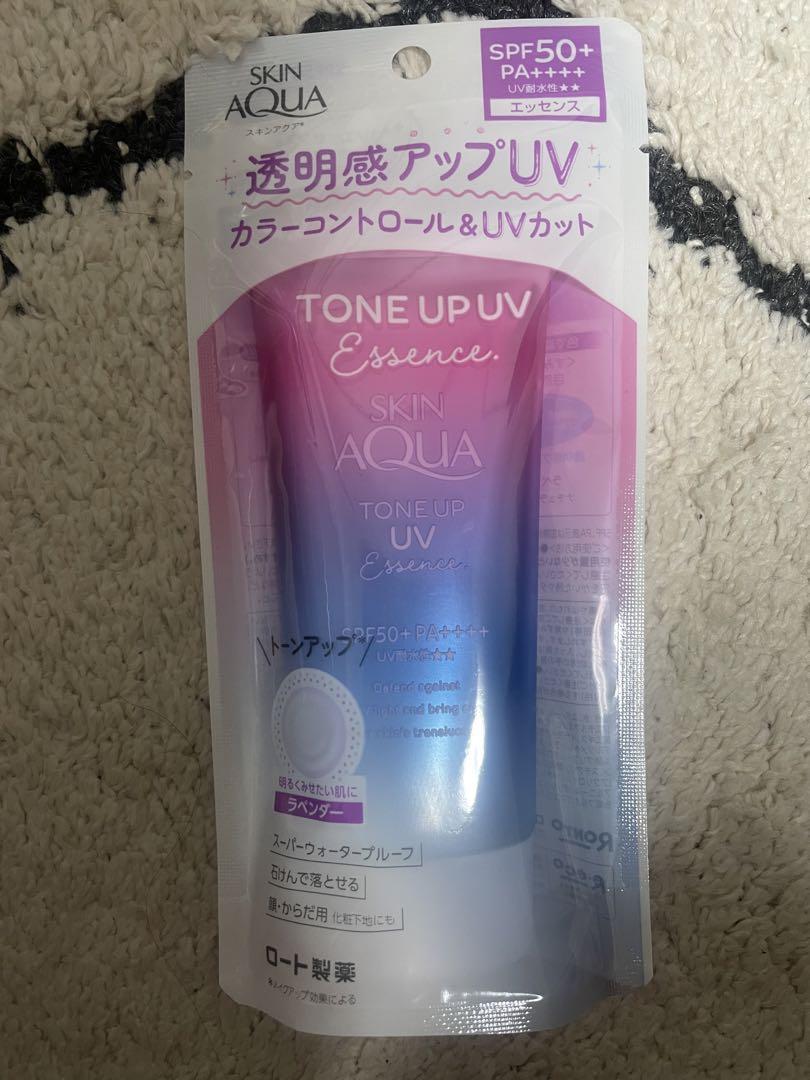 SKIN
AQUA
スキンアクア®
SPF50+
PA++++
UV耐水性★★
エッセンス
透明感アップUV
カラーコントロール&UVカット
TONE UP UV
Essence.
SKIN
AQUA
TONE UP
UV
Essence.
SPF50+ PA++++
UV耐水性★★
トーンアップ*
against
and bring
明るくみせたい肌に
ラベンダー
スーパーウォータープルーフ
石けんで落とせる
顔・からだ用 化粧下地にも
ロート製薬
*メイクアップ効果による